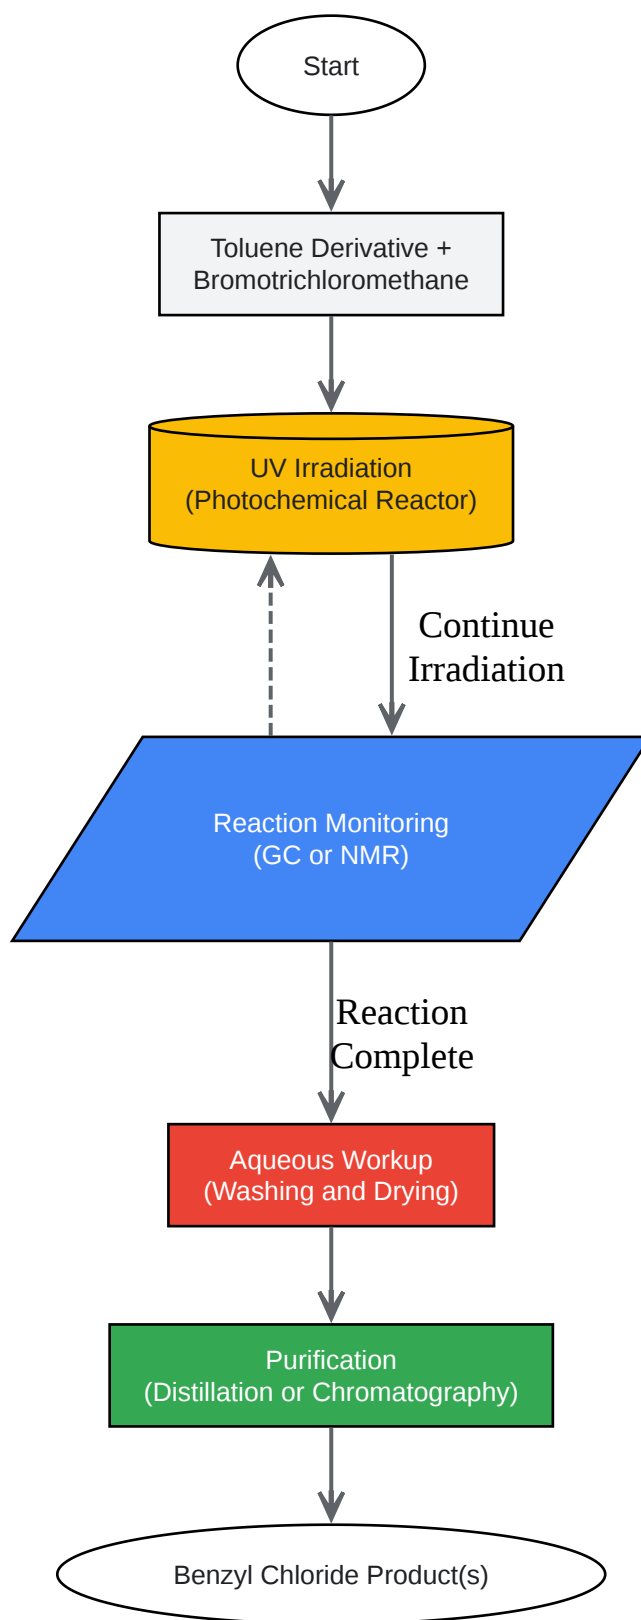 Start
Toluene Derivative +
Bromotrichloromethane
UV Irradiation
(Photochemical Reactor)
Continue
Irradiation
Reaction Monitoring
(GC or NMR)
Reaction
Complete
Aqueous Workup
(Washing and Drying)
Purification
(Distillation or Chromatography)
Benzyl Chloride Product(s)